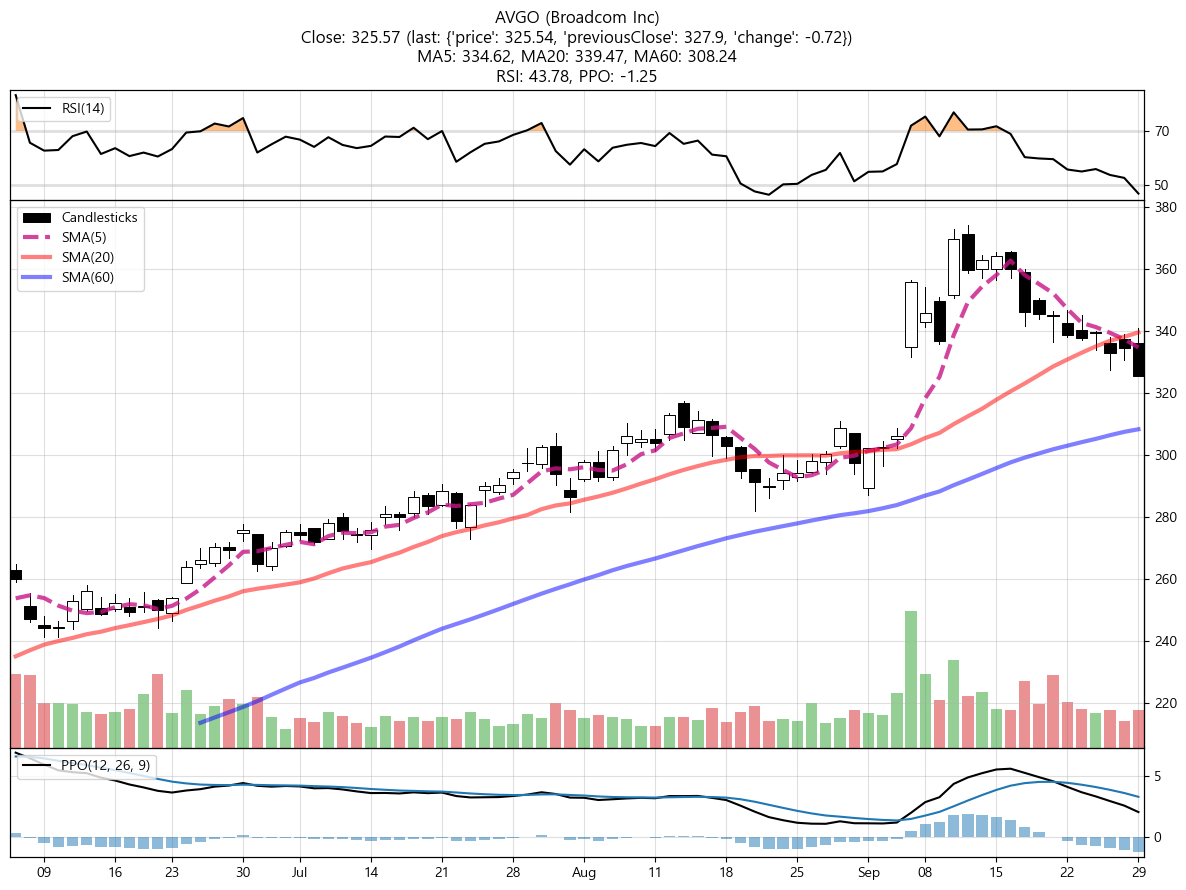 AVGO (Broadcom Inc)
Close: 325.57 (last: {'price': 325.54, 'previousClose': 327.9, 'change': -0.72})
MA5: 334.62, MA20: 339.47, MA60: 308.24
RSI: 43.78, PPO: -1.25
RSI(14)
70
50
Candlesticks
SMA(5)
SMA(20)
SMA(60)
380
360
340
320
300
280
260
240
220
PPO(12, 26, 9)
5
0
09 16 23 30 Jul 14 21 28 Aug 11 18 25 Sep 08 15 22 29